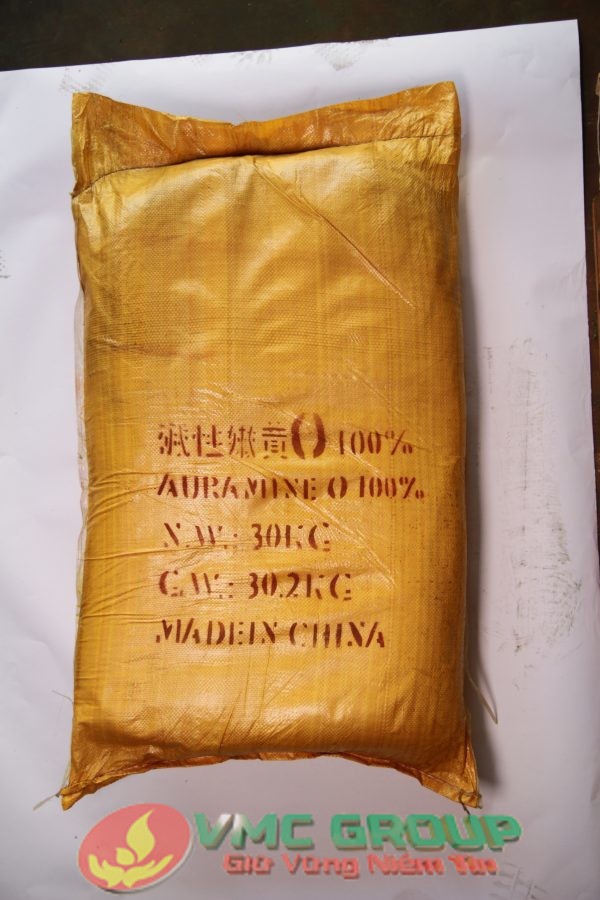 碱性嫩黄O 100%
AURAMINE O 100%
N.W.: 30KG
G.W.: 30.2KG
MADE IN CHINA
VMC GROUP
Giữ Vững Niềm Tin